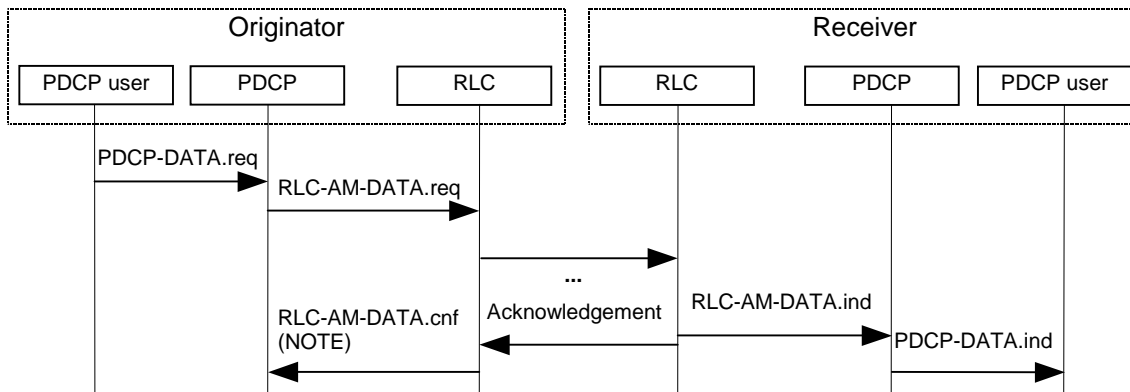 Originator
Receiver
PDCP user
PDCP
RLC
RLC
PDCP
PDCP user
PDCP-DATA.req
RLC-AM-DATA.req
...
RLC-AM-DATA.ind
Acknowledgement
RLC-AM-DATA.cnf
(NOTE)
PDCP-DATA.ind